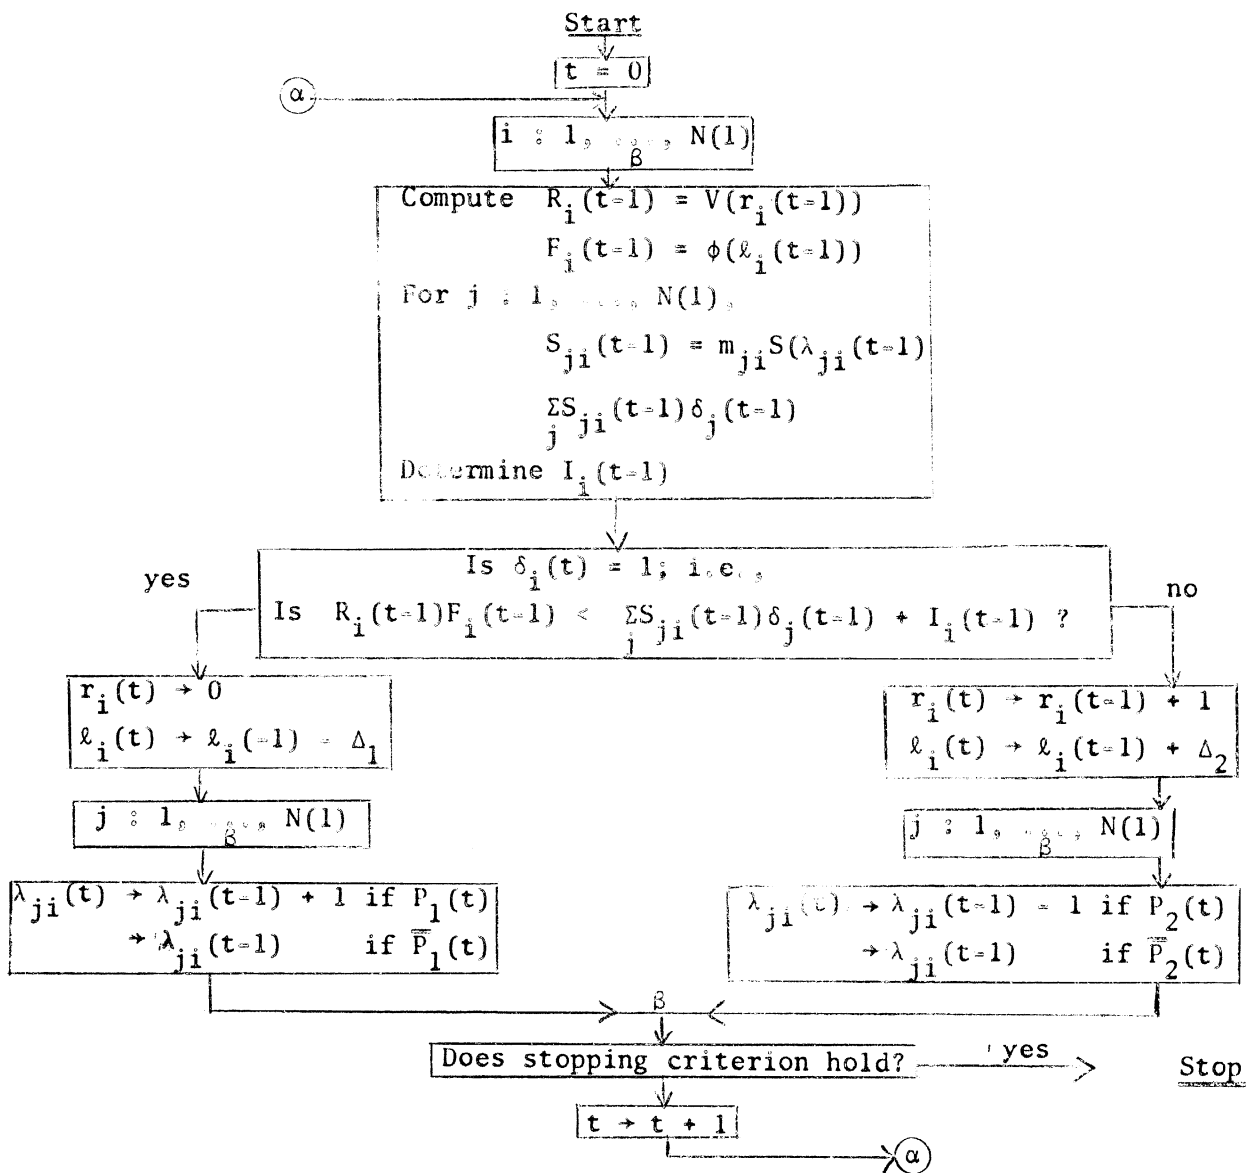 Start
t = 0
α
i : 1, ..., N(1)
β
Compute R_i(t-1) = V(r_i(t-1))
F_i(t-1) = φ(ℓ_i(t-1))
For j : 1, ..., N(1),
S_ji(t-1) = m_ji S(λ_ji(t-1)
Σ_j S_ji(t-1)δ_j(t-1)
Determine I_i(t-1)
Is δ_i(t) = 1; i.e.,
Is R_i(t-1)F_i(t-1) < Σ_j S_ji(t-1)δ_j(t-1) + I_i(t-1) ?
yes
no
r_i(t) → 0
ℓ_i(t) → ℓ_i(-1) - Δ_1
r_i(t) → r_i(t-1) + 1
ℓ_i(t) → ℓ_i(t-1) + Δ_2
j : 1, ..., N(1)
β
j : 1, ..., N(1)
β
λ_ji(t) → λ_ji(t-1) + 1 if P_1(t)
→ λ_ji(t-1) if P̿_1(t)
λ_ji(t) → λ_ji(t-1) - 1 if P_2(t)
→ λ_ji(t-1) if P̿_2(t)
β
Does stopping criterion hold?
yes
Stop
t → t + 1
α